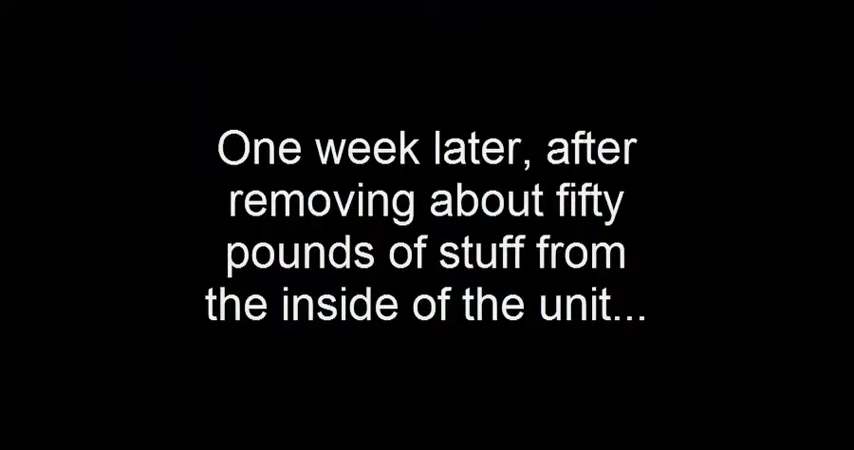 One week later, after
removing about fifty
pounds of stuff from
the inside of the unit...